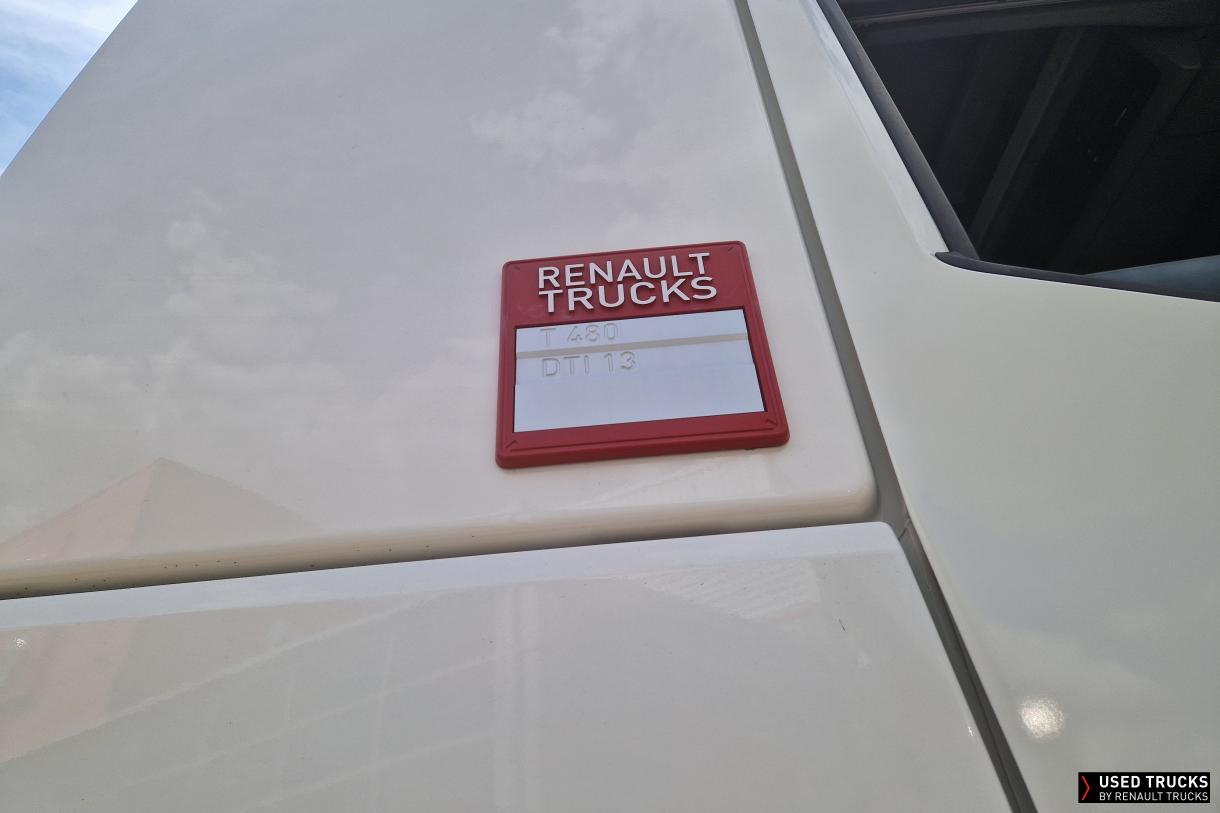 RENAULT
TRUCKS
T 480
DTI 13
USED TRUCKS
BY RENAULT TRUCKS